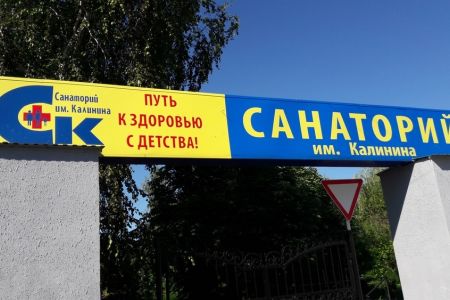 Санаторий
им. Калинина
СК
ПУТЬ
К ЗДОРОВЬЮ
С ДЕТСТВА!
САНАТОРИЙ
им. Калинина